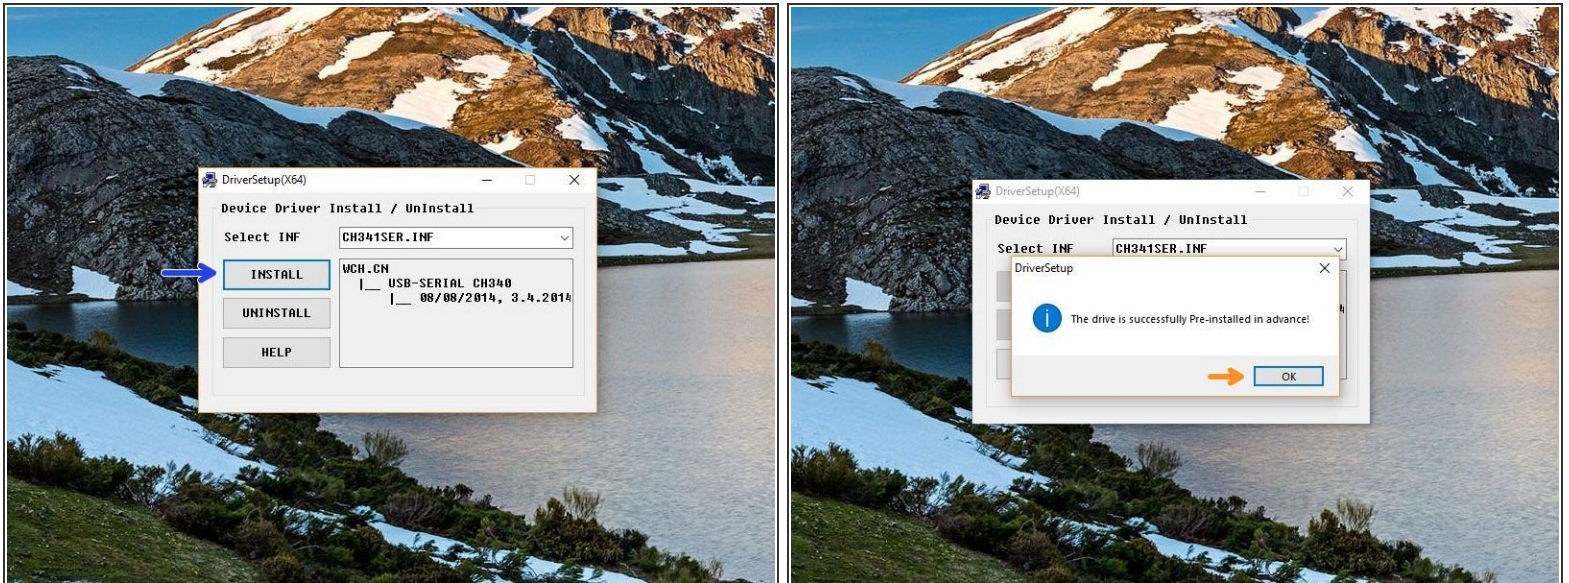 DriverSetup(X64)
Device Driver Install / UnInstall
Select INF
CH341SER.INF
INSTALL
WCH.CN
|__ USB-SERIAL CH340
|__ 08/08/2014, 3.4.2014
UNINSTALL
HELP
DriverSetup(X64)
Device Driver Install / UnInstall
Select INF
CH341SER.INF
DriverSetup
The drive is successfully Pre-installed in advance!
OK